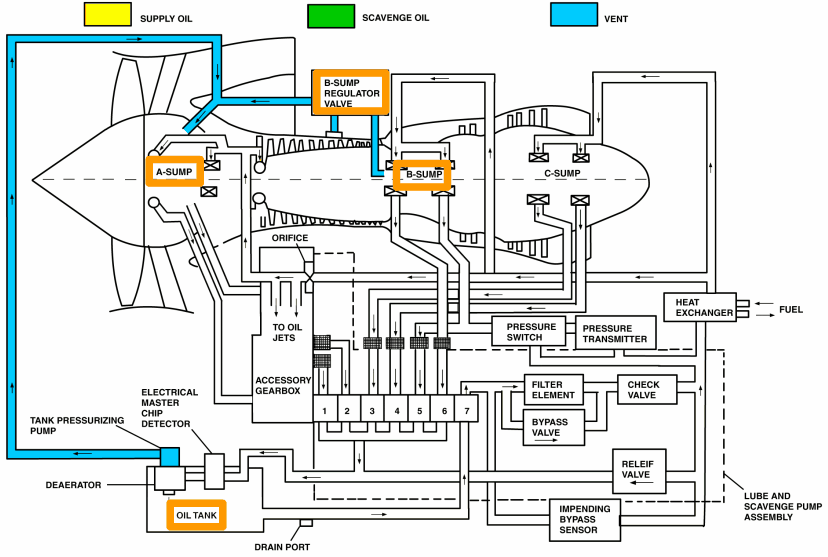 SUPPLY OIL
SCAVENGE OIL
VENT
B-SUMP
REGULATOR
VALVE
A-SUMP
B-SUMP
C-SUMP
ORIFICE
HEAT
EXCHANGER
FUEL
TO OIL
JETS
PRESSURE
SWITCH
PRESSURE
TRANSMITTER
ACCESSORY
GEARBOX
FILTER
ELEMENT
CHECK
VALVE
ELECTRICAL
MASTER
CHIP
DETECTOR
1 2 3 4 5 6 7
TANK PRESSURIZING
PUMP
BYPASS
VALVE
DEAERATOR
RELEIF
VALVE
OIL TANK
LUBE AND
SCAVENGE PUMP
ASSEMBLY
IMPENDING
BYPASS
SENSOR
DRAIN PORT